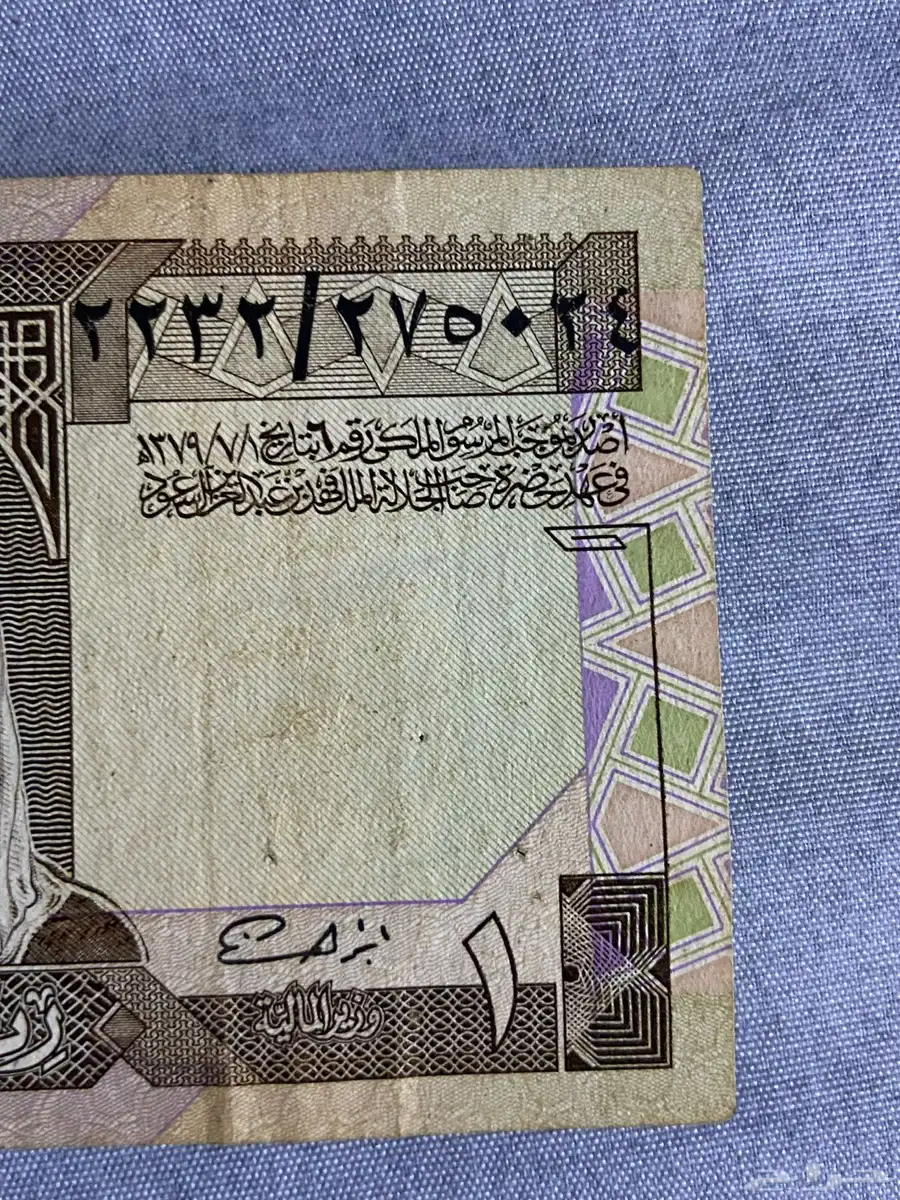 ٢٢٣٢/٢٧٥٠٢٤
أصدر بموجب المرسوم الملكي رقم ٦ بتاريخ ١٣٧٩/٧/١هـ
في عهد حضرة صاحب الجلالة الملك فهد بن عبد العزيز آل سعود
١
وزير المالية